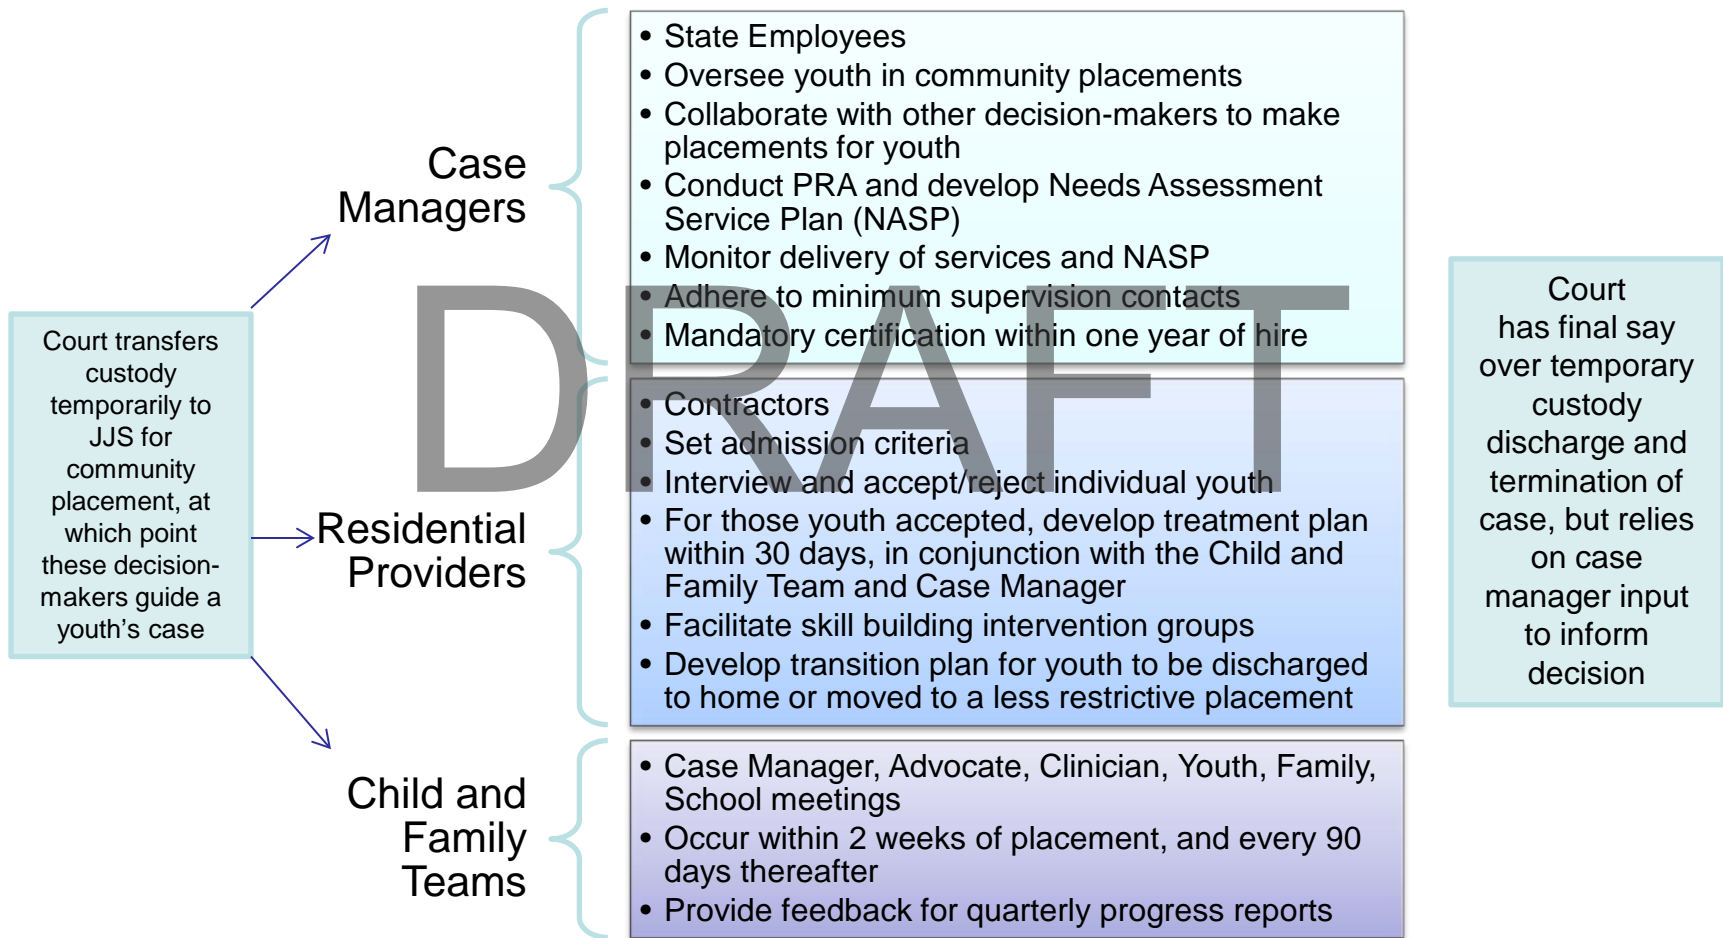 Court transfers
custody
temporarily to
JJS for
community
placement, at
which point
these decision-
makers guide a
youth’s case
Case
Managers
• State Employees
• Oversee youth in community placements
• Collaborate with other decision-makers to make
placements for youth
• Conduct PRA and develop Needs Assessment
Service Plan (NASP)
• Monitor delivery of services and NASP
• Adhere to minimum supervision contacts
• Mandatory certification within one year of hire
Residential
Providers
• Contractors
• Set admission criteria
• Interview and accept/reject individual youth
• For those youth accepted, develop treatment plan
within 30 days, in conjunction with the Child and
Family Team and Case Manager
• Facilitate skill building intervention groups
• Develop transition plan for youth to be discharged
to home or moved to a less restrictive placement
Child and
Family
Teams
• Case Manager, Advocate, Clinician, Youth, Family,
School meetings
• Occur within 2 weeks of placement, and every 90
days thereafter
• Provide feedback for quarterly progress reports
Court
has final say
over temporary
custody
discharge and
termination of
case, but relies
on case
manager input
to inform
decision
DRAFT